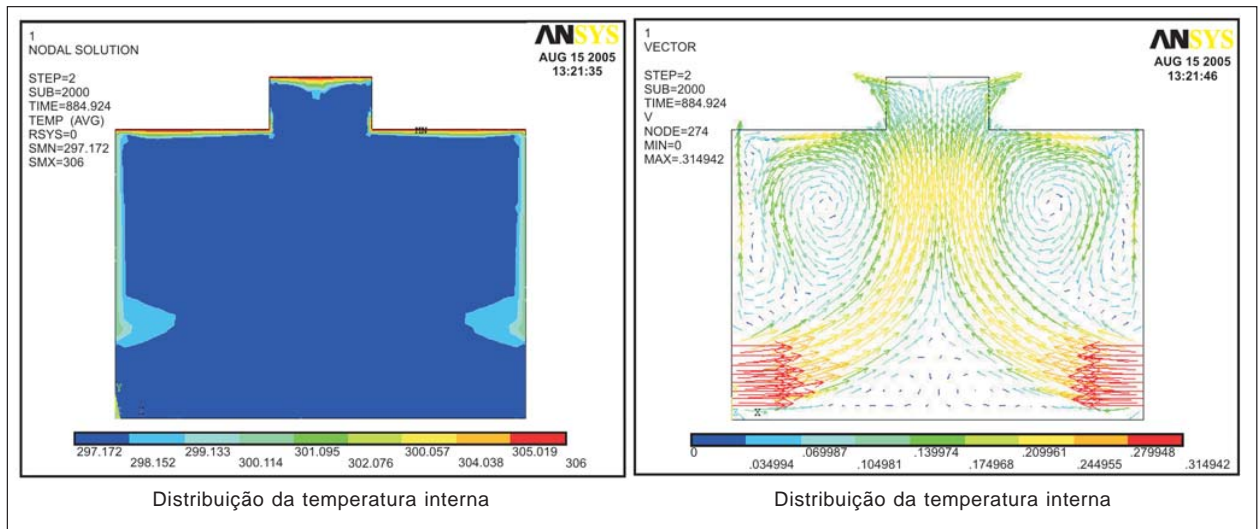 1
NODAL SOLUTION
STEP=2
SUB=2000
TIME=884.924
TEMP (AVG)
RSYS=0
SMN=297.172
SMX=306
ANSYS
AUG 15 2005
13:21:35
MN
Y
297.172
298.152
299.133
300.114
301.095
302.076
300.057
304.038
305.019
306
Distribuição da temperatura interna
1
VECTOR
STEP=2
SUB=2000
TIME=884.924
V
NODE=274
MIN=0
MAX=.314942
ANSYS
AUG 15 2005
13:21:46
Z X
0
.034994
.069987
.104981
.139974
.174968
.209961
.244955
.279948
.314942
Distribuição da temperatura interna